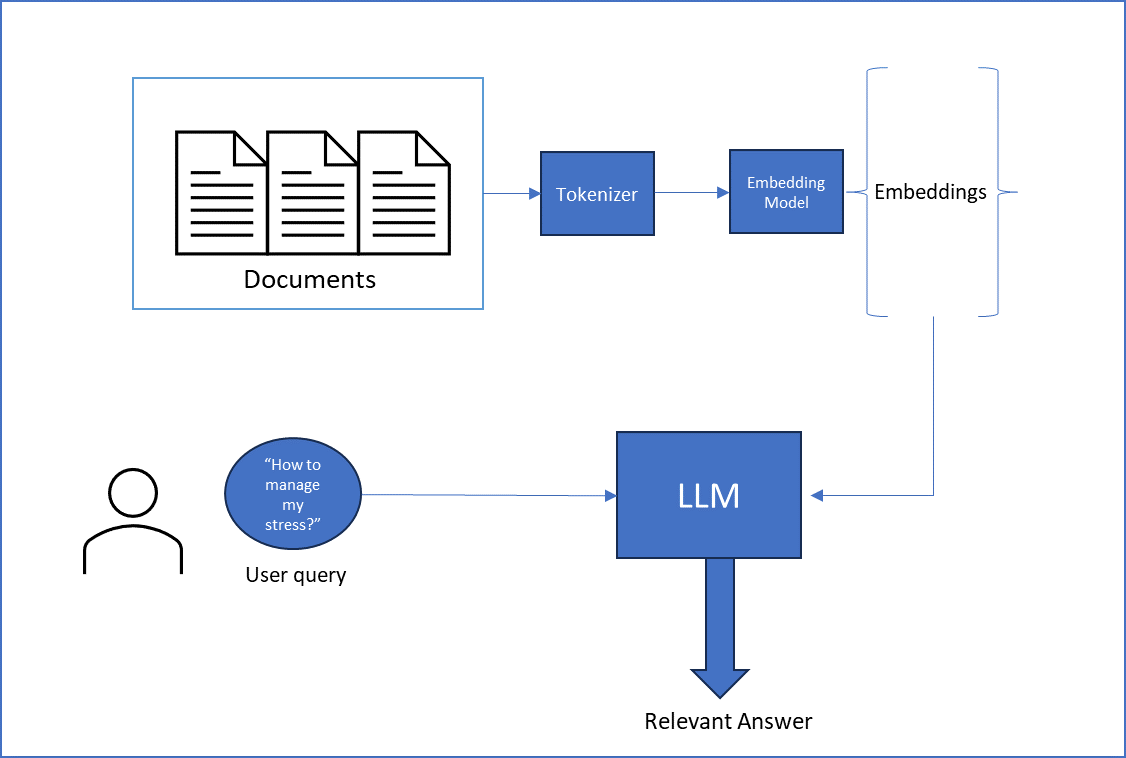 Documents
Tokenizer
Embedding
Model
Embeddings
“How to
manage
my
stress?”
User query
LLM
Relevant Answer